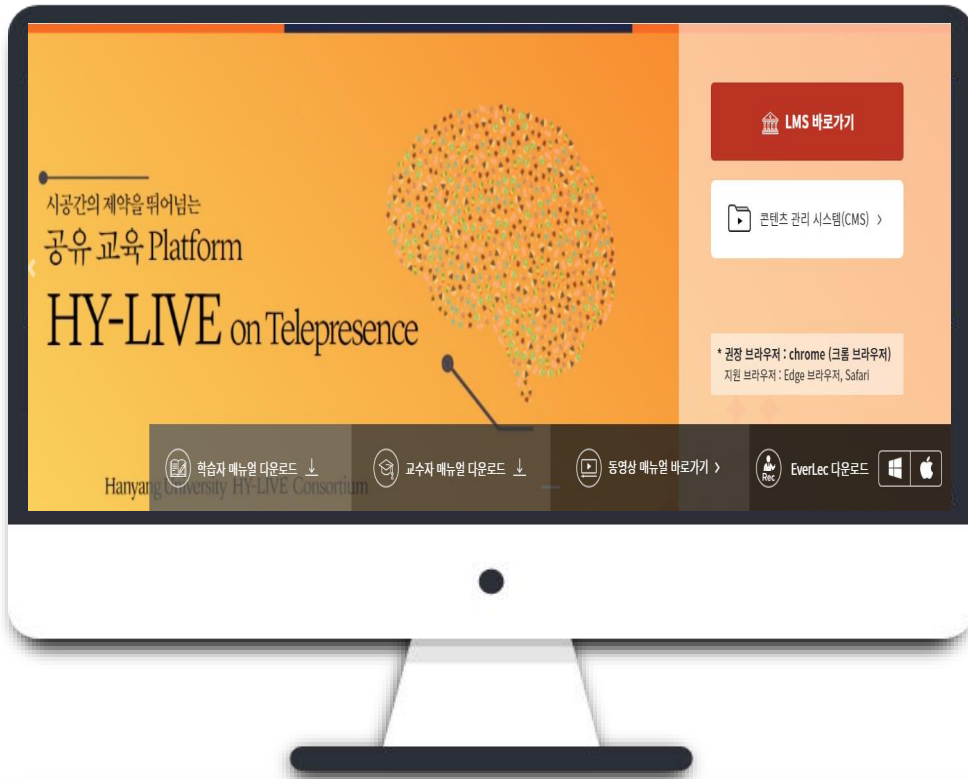 시공간의 제약을 뛰어넘는
공유 교육 Platform
HY-LIVE on Telepresence
Hanyang University HY-LIVE Consortium
LMS 바로가기
콘텐츠 관리 시스템(CMS) >
* 권장 브라우저 : chrome (크롬 브라우저)
지원 브라우저 : Edge 브라우저, Safari
학습자 매뉴얼 다운로드
교수자 매뉴얼 다운로드
동영상 매뉴얼 바로가기 >
Rec
EverLec 다운로드